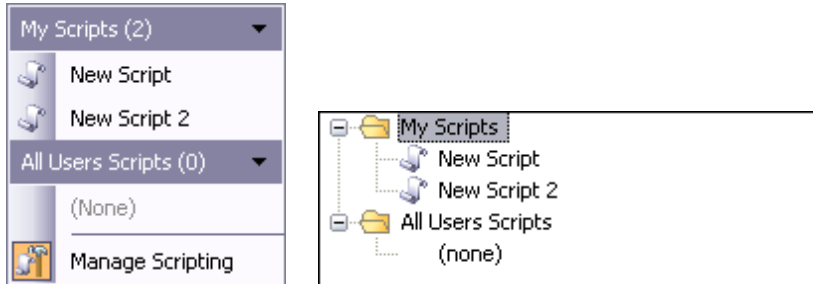 My Scripts (2)
New Script
New Script 2
All Users Scripts (0)
(None)
Manage Scripting
My Scripts
New Script
New Script 2
All Users Scripts
(none)